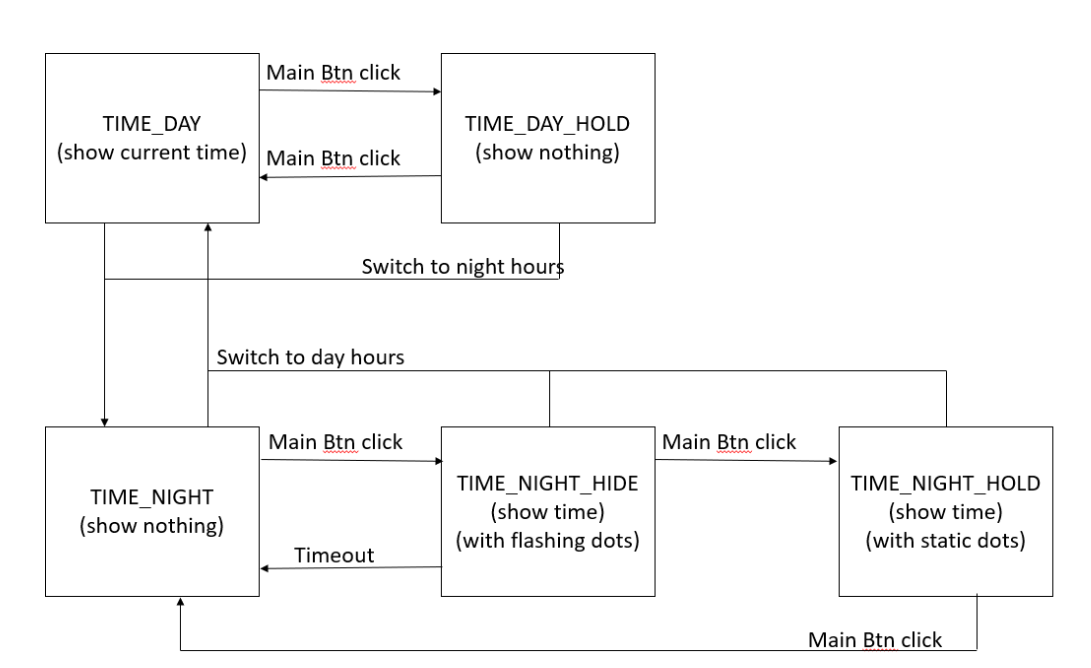 Main Btn click
TIME_DAY
(show current time)
TIME_DAY_HOLD
(show nothing)
Main Btn click
Switch to night hours
Switch to day hours
Main Btn click
Main Btn click
TIME_NIGHT
(show nothing)
TIME_NIGHT_HIDE
(show time)
(with flashing dots)
TIME_NIGHT_HOLD
(show time)
(with static dots)
Timeout
Main Btn click